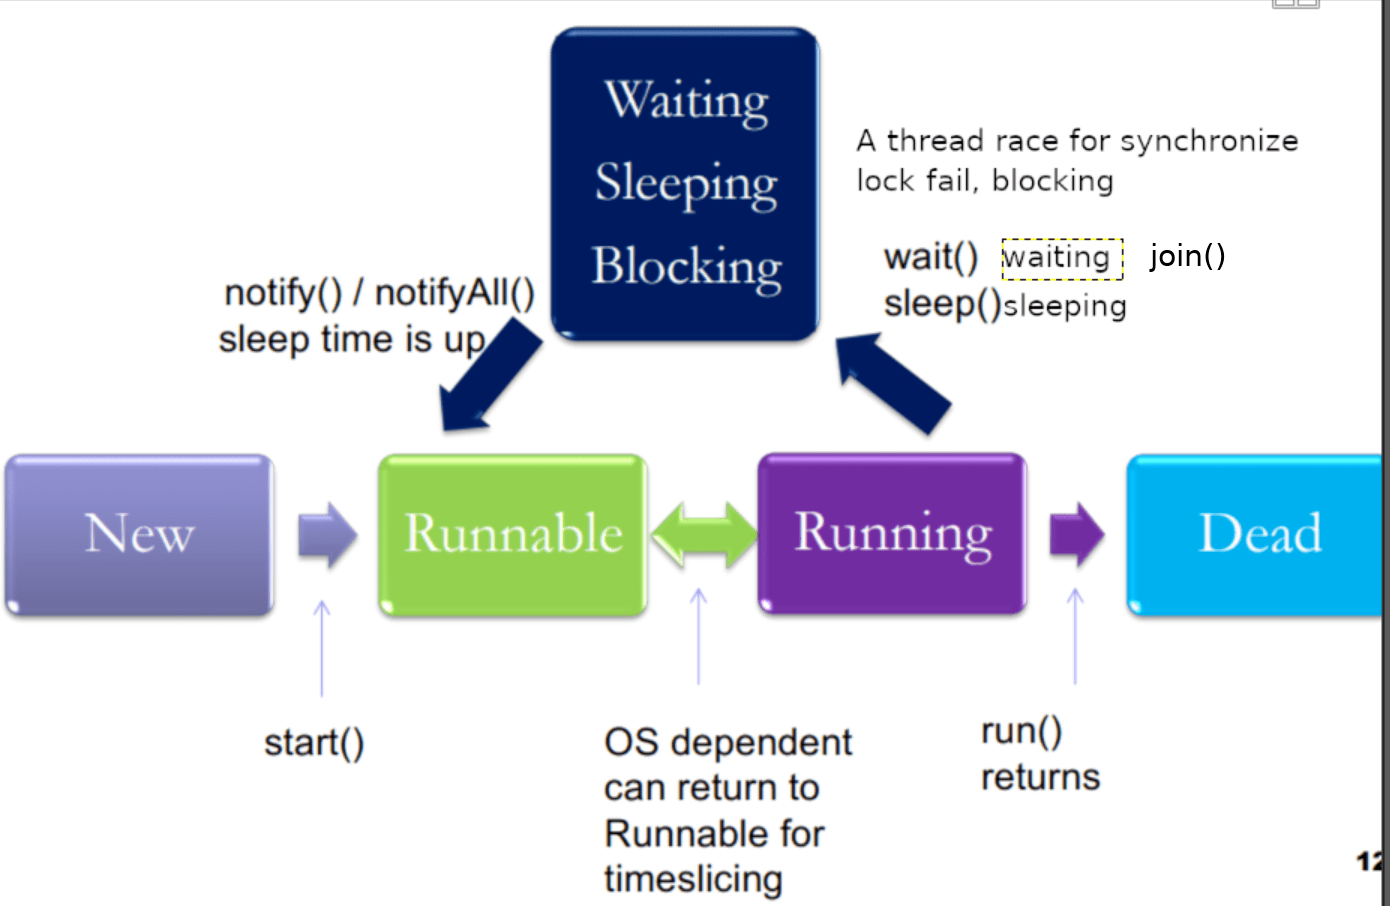 Waiting
Sleeping
Blocking
A thread race for synchronize
lock fail, blocking
wait() waiting join()
sleep()sleeping
notify() / notifyAll()
sleep time is up
New
Runnable
Running
Dead
start()
OS dependent
can return to
Runnable for
timeslicing
run()
returns